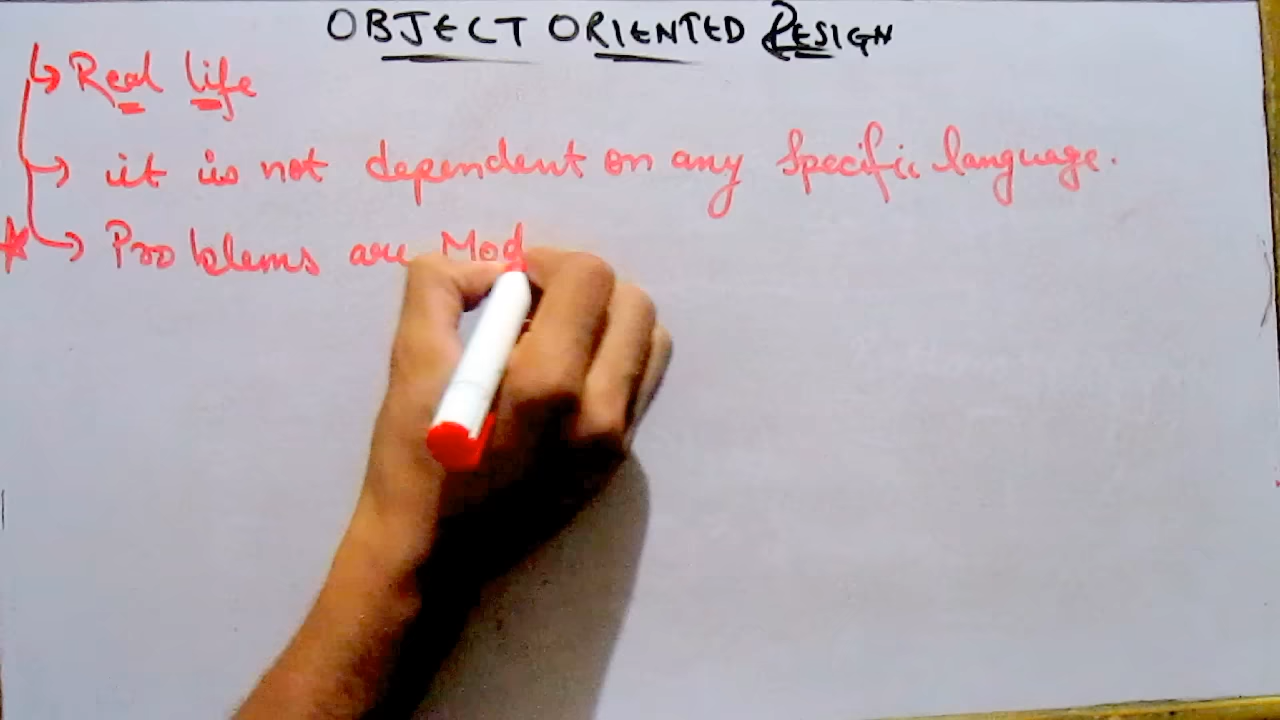 OBJECT ORIENTED DESIGN
Real life
it is not dependent on any specific language.
Problems are Mod